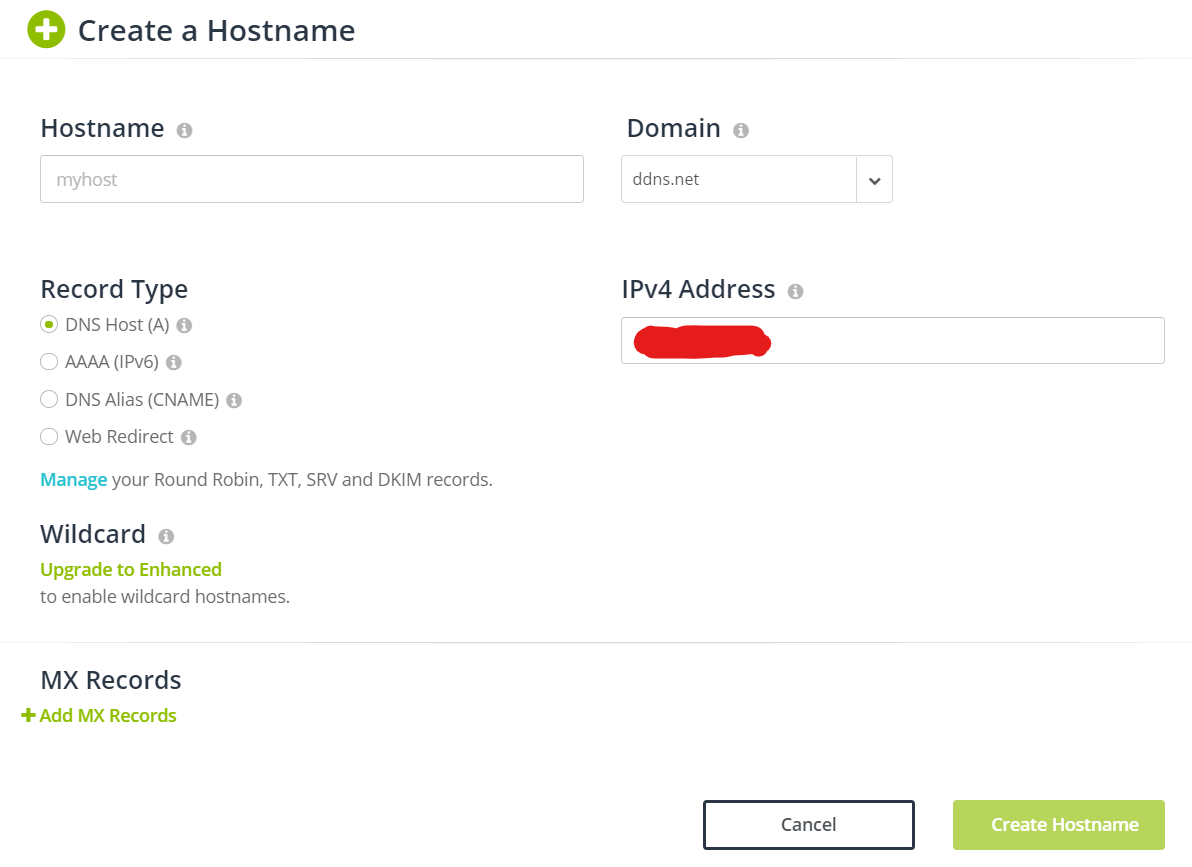 Create a Hostname
Hostname
Domain
myhost
ddns.net
Record Type
IPv4 Address
DNS Host (A)
AAAA (IPv6)
DNS Alias (CNAME)
Web Redirect
Manage your Round Robin, TXT, SRV and DKIM records.
Wildcard
Upgrade to Enhanced
to enable wildcard hostnames.
MX Records
Add MX Records
Cancel
Create Hostname